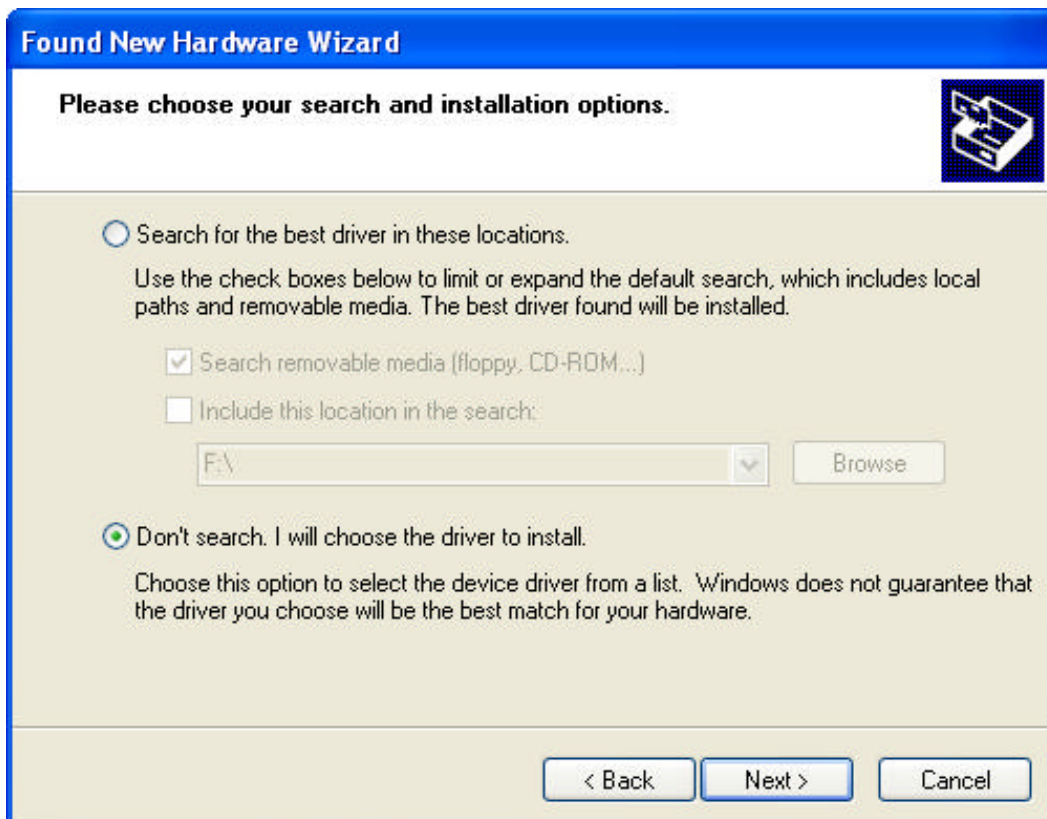 Found New Hardware Wizard
Please choose your search and installation options.
Search for the best driver in these locations.
Use the check boxes below to limit or expand the default search, which includes local
paths and removable media. The best driver found will be installed.
Search removable media (floppy, CD-ROM...)
Include this location in the search:
F:\
Browse
Don't search. I will choose the driver to install.
Choose this option to select the device driver from a list.  Windows does not guarantee that
the driver you choose will be the best match for your hardware.
< Back
Next >
Cancel